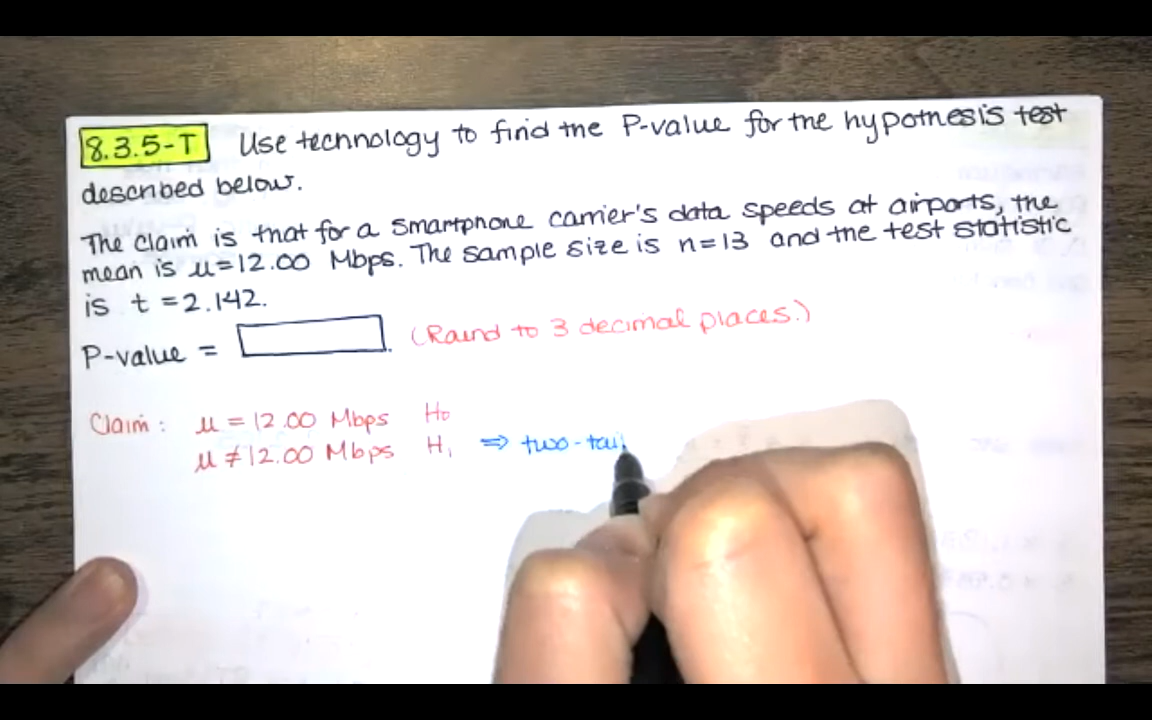 8.3.5-T Use technology to find the P-value for the hypothesis test
described below.
The claim is that for a smartphone carrier's data speeds at airports, the
mean is μ=12.00 Mbps. The sample size is n=13 and the test statistic
is t =2.142.
P-value = (Round to 3 decimal places.)
Claim: μ = 12.00 Mbps H₀
μ ≠ 12.00 Mbps H₁ ⇒ two-tail